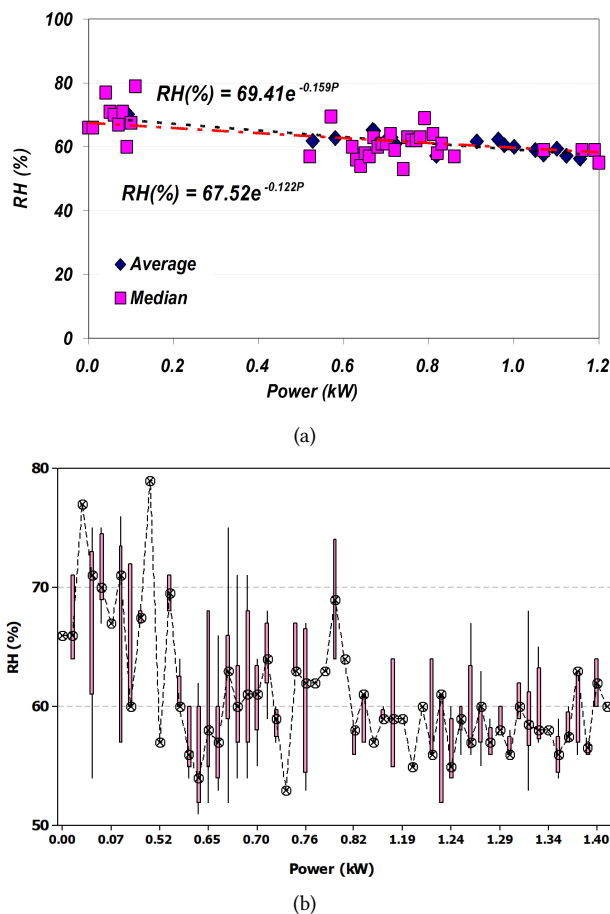 100
80
60
40
20
0
RH (%)
RH(%) = 69.41e^-0.159P
RH(%) = 67.52e^-0.122P
Average
Median
0.0 0.2 0.4 0.6 0.8 1.0 1.2
Power (kW)
(a)
80
70
60
50
RH (%)
0.00 0.07 0.52 0.65 0.70 0.76 0.82 1.19 1.24 1.29 1.34 1.40
Power (kW)
(b)